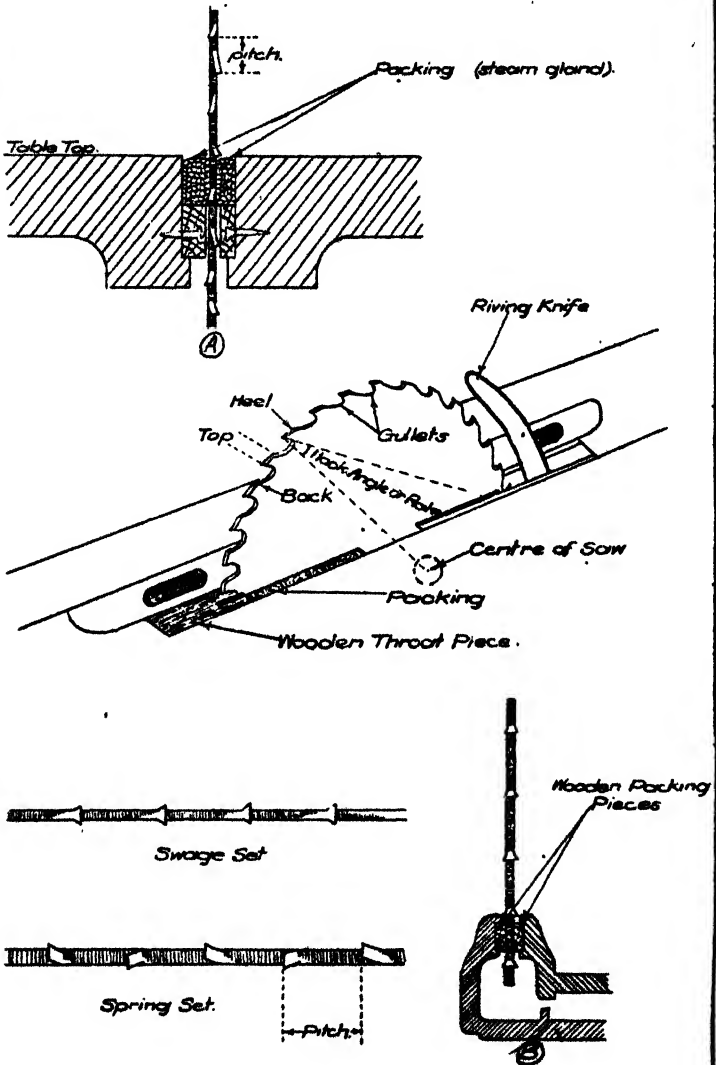 pitch.
Packing (steam gland).
Table Top.
A
Riving Knife
Heel
Gullets
Top
Hook Angle or Rake
Back
Centre of Saw
Packing
Wooden Throat Piece.
Wooden Packing
Pieces
Swage Set
Spring Set.
Pitch.
B